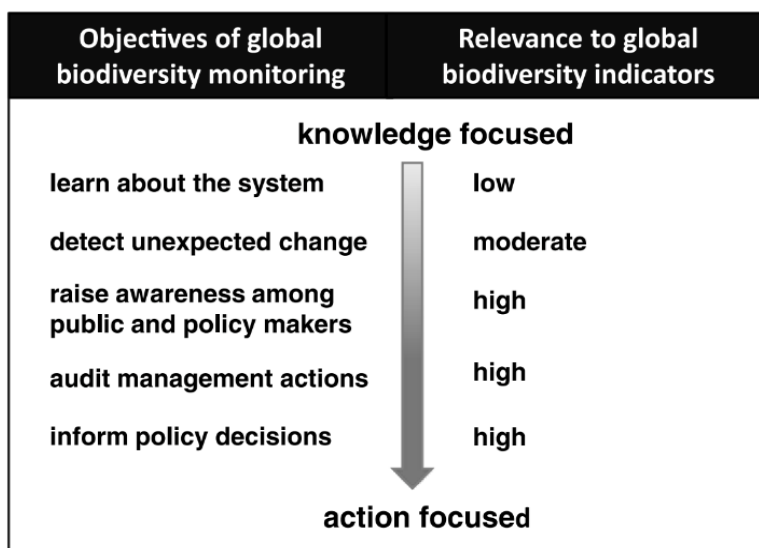 Objectives of global
biodiversity monitoring
Relevance to global
biodiversity indicators
knowledge focused
learn about the system
low
detect unexpected change
moderate
raise awareness among
public and policy makers
high
audit management actions
high
inform policy decisions
high
action focused